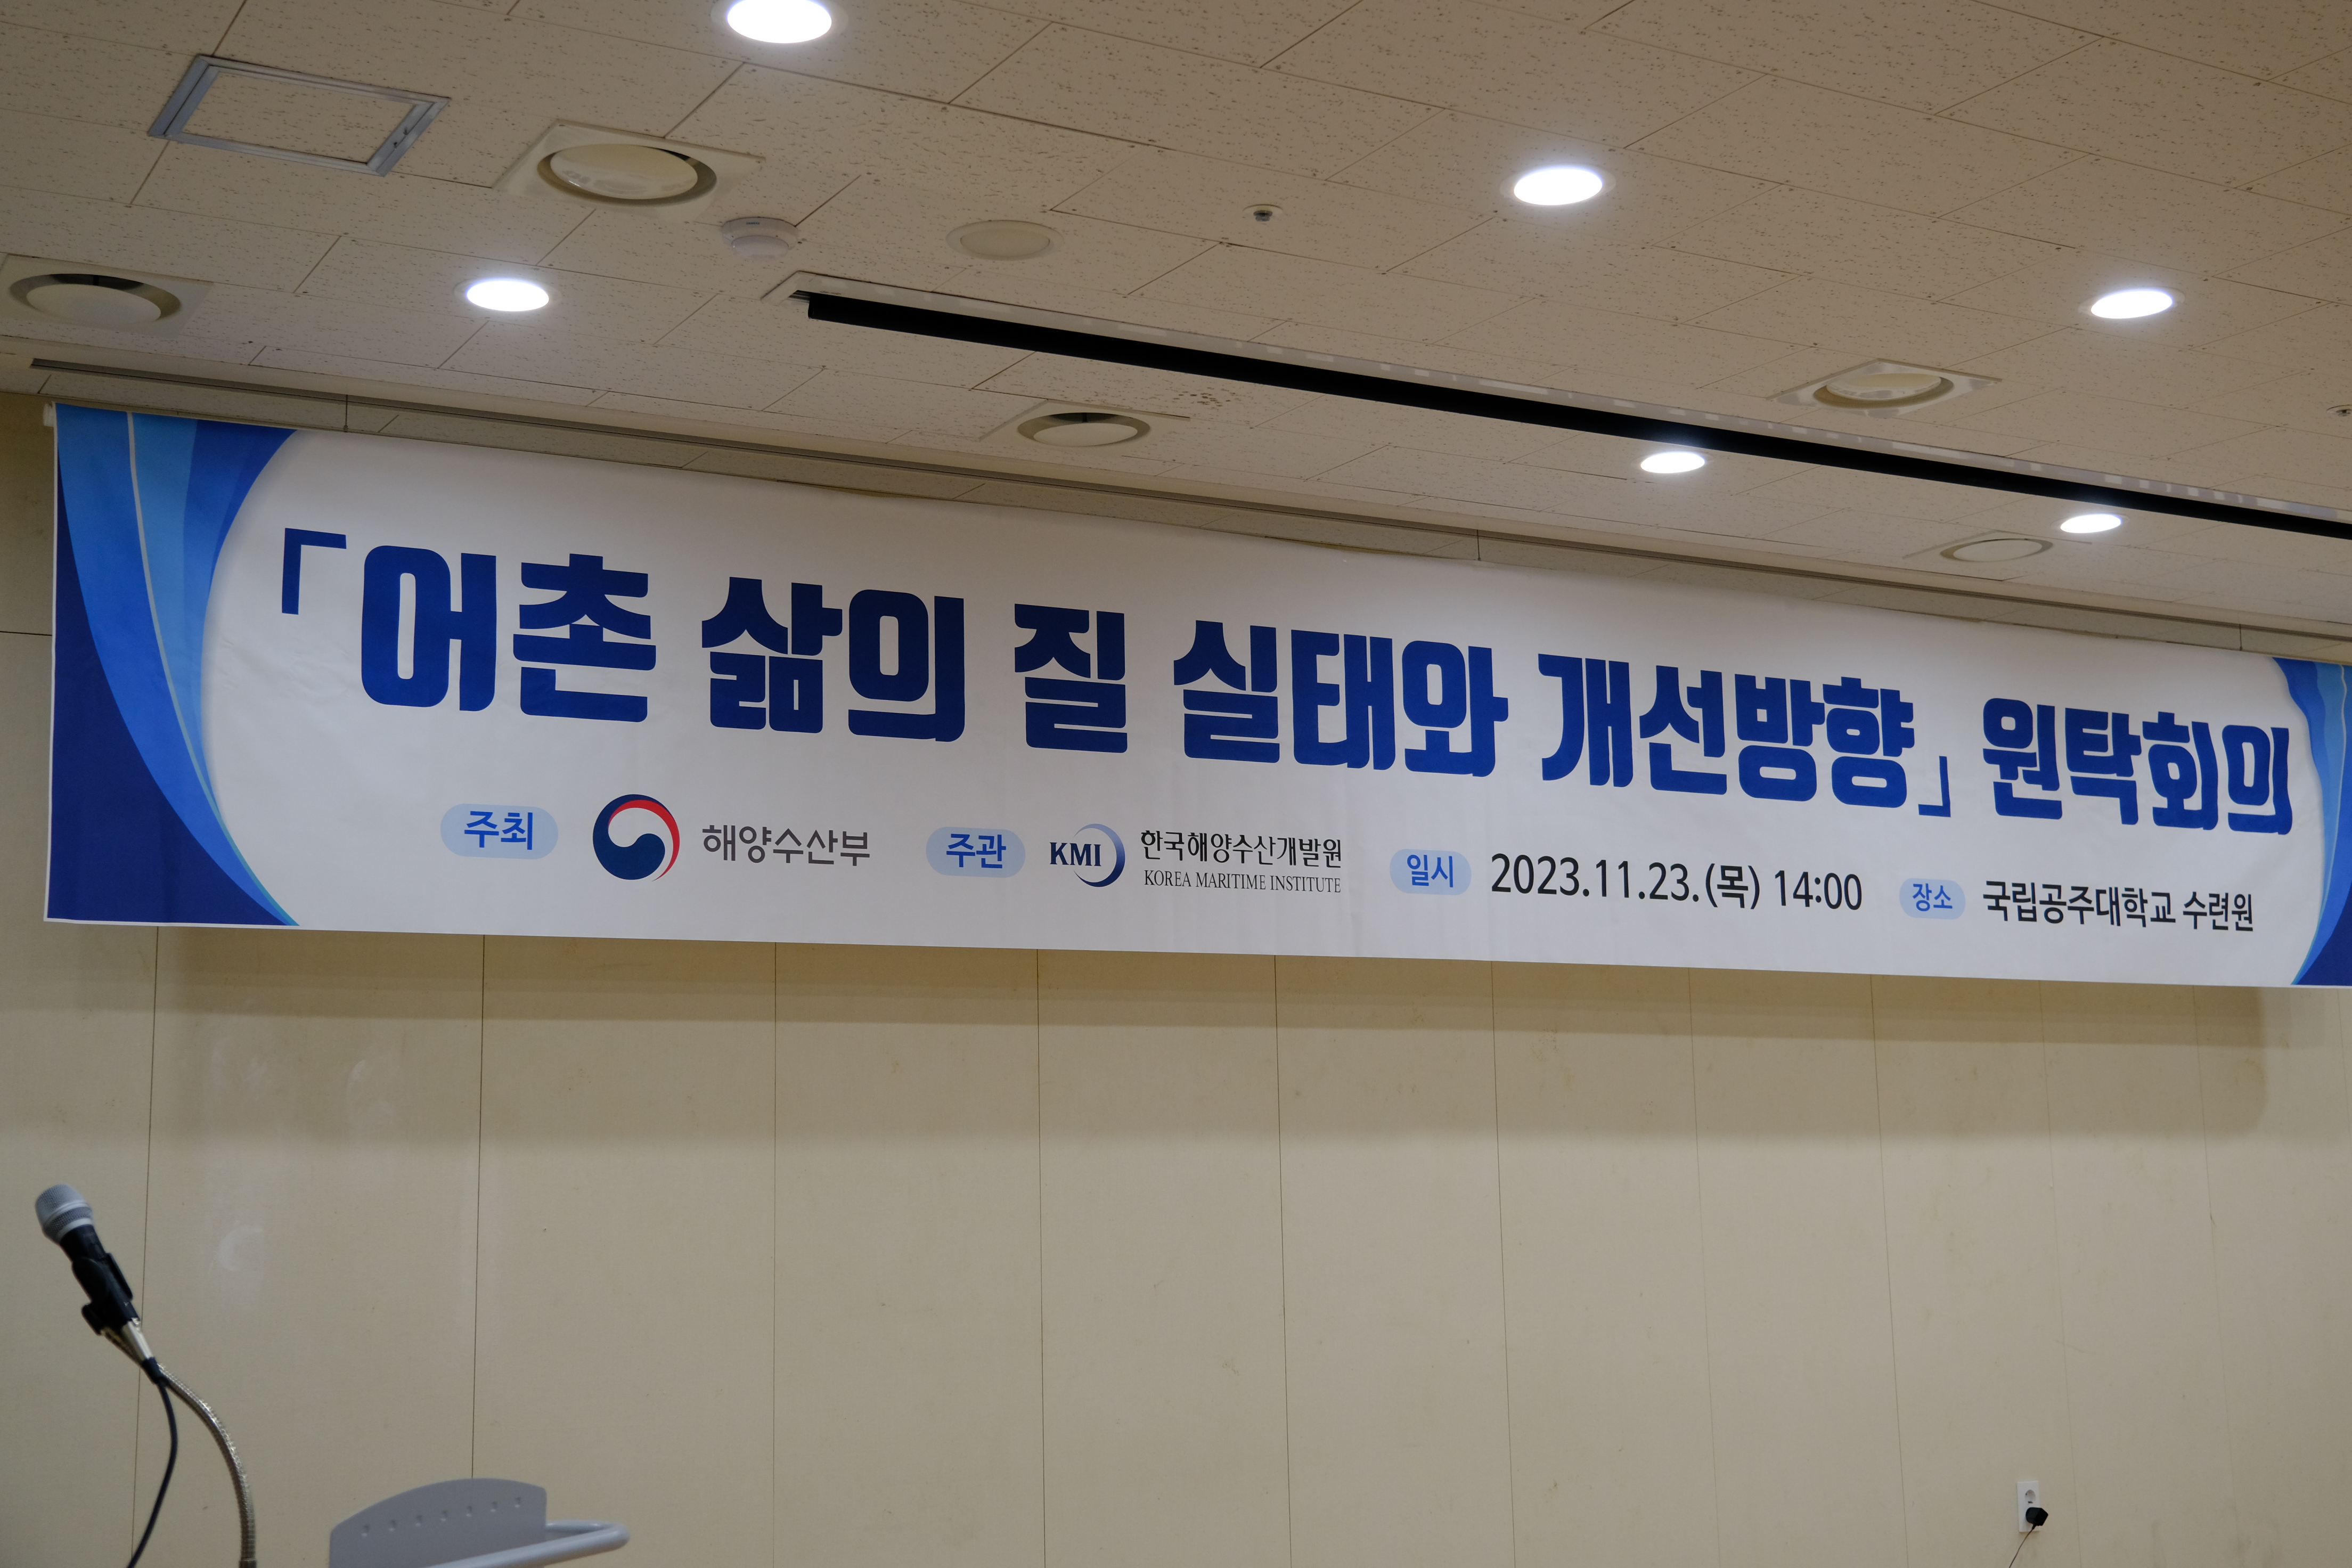 「어촌 삶의 질 실태와 개선방향」 원탁회의
주최 해양수산부 주관 KMI 한국해양수산개발원 일시 2023.11.23.(목) 14:00 장소 국립공주대학교 수련원
KOREA MARITIME INSTITUTE